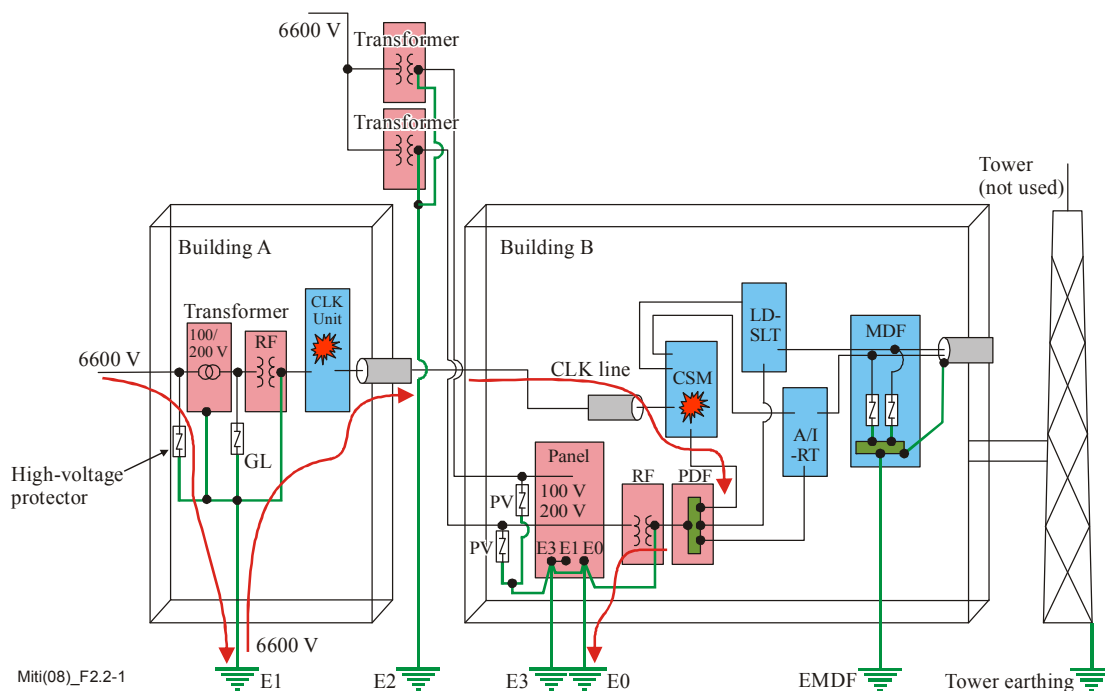 6600 V
Transformer
Transformer
Tower
(not used)
Building A
Building B
Transformer
100/
200 V
RF
CLK
Unit
6600 V
CLK line
CSM
LD-
SLT
MDF
A/I
-RT
High-voltage
protector
GL
Panel
100 V
200 V
PV
PV
RF
PDF
E3
E1
E0
6600 V
Miti(08)_F2.2-1
E1
E2
E3
E0
EMDF
Tower earthing